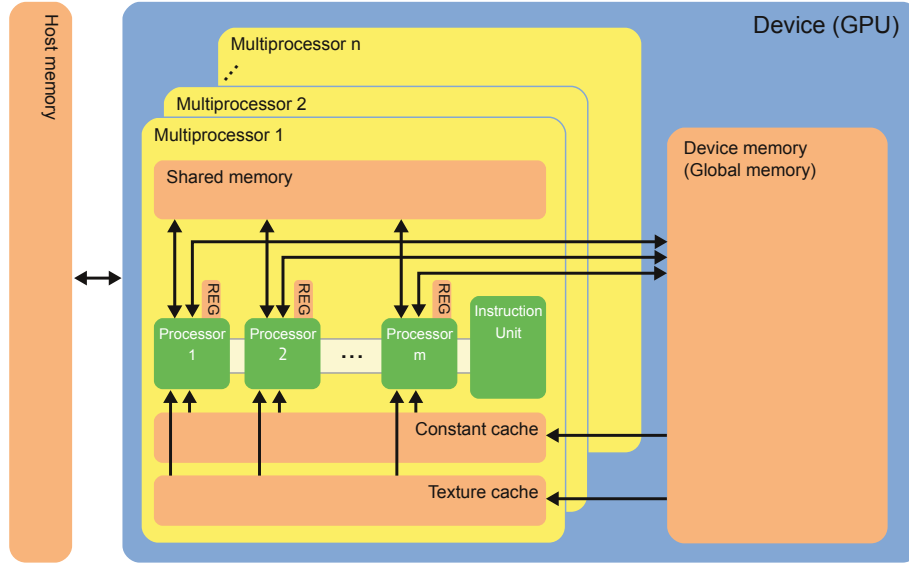 Host memory
Device (GPU)
Multiprocessor n
Multiprocessor 2
Multiprocessor 1
Shared memory
Device memory
(Global memory)
REG
REG
REG
Processor
1
Processor
2
...
Processor
m
Instruction
Unit
Constant cache
Texture cache